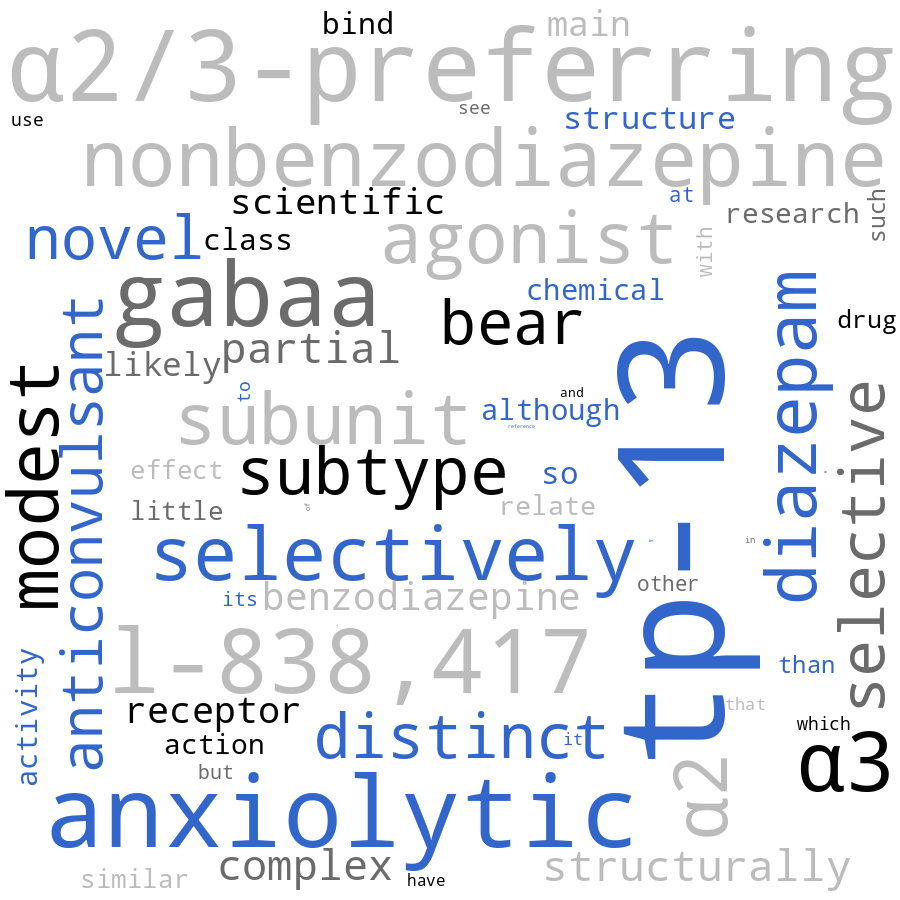 bind
main
α2/3-preferring
see
use
structure
nonbenzodiazepine
at
such
scientific
research
novel
class
agonist
with
gabaa
chemical
diazepam
bear
drug
anticonvulsant
partial
likely
tp-13
modest
to
and
selective
subunit
although
reference
subtype
effect
so
relate
of
little
selectively
in
other
its
benzodiazepine
l-838,417
activity
than
receptor
that
distinct
it
which
action
α3
but
α2
anxiolytic
complex
structurally
similar
have